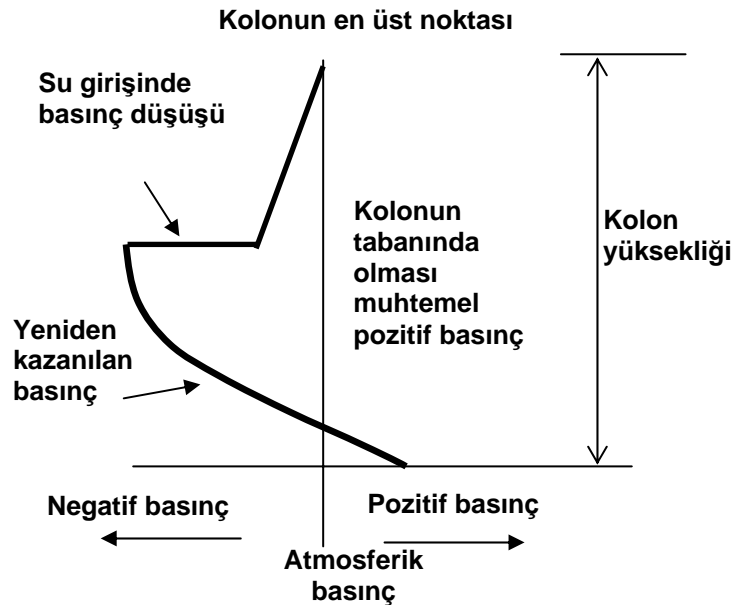 Kolonun en üst noktası
Su girişinde
basınç düşüşü
Kolonun
tabanında
olması
muhtemel
pozitif basınç
Kolon
yüksekliği
Yeniden
kazanılan
basınç
Negatif basınç
Pozitif basınç
Atmosferik
basınç